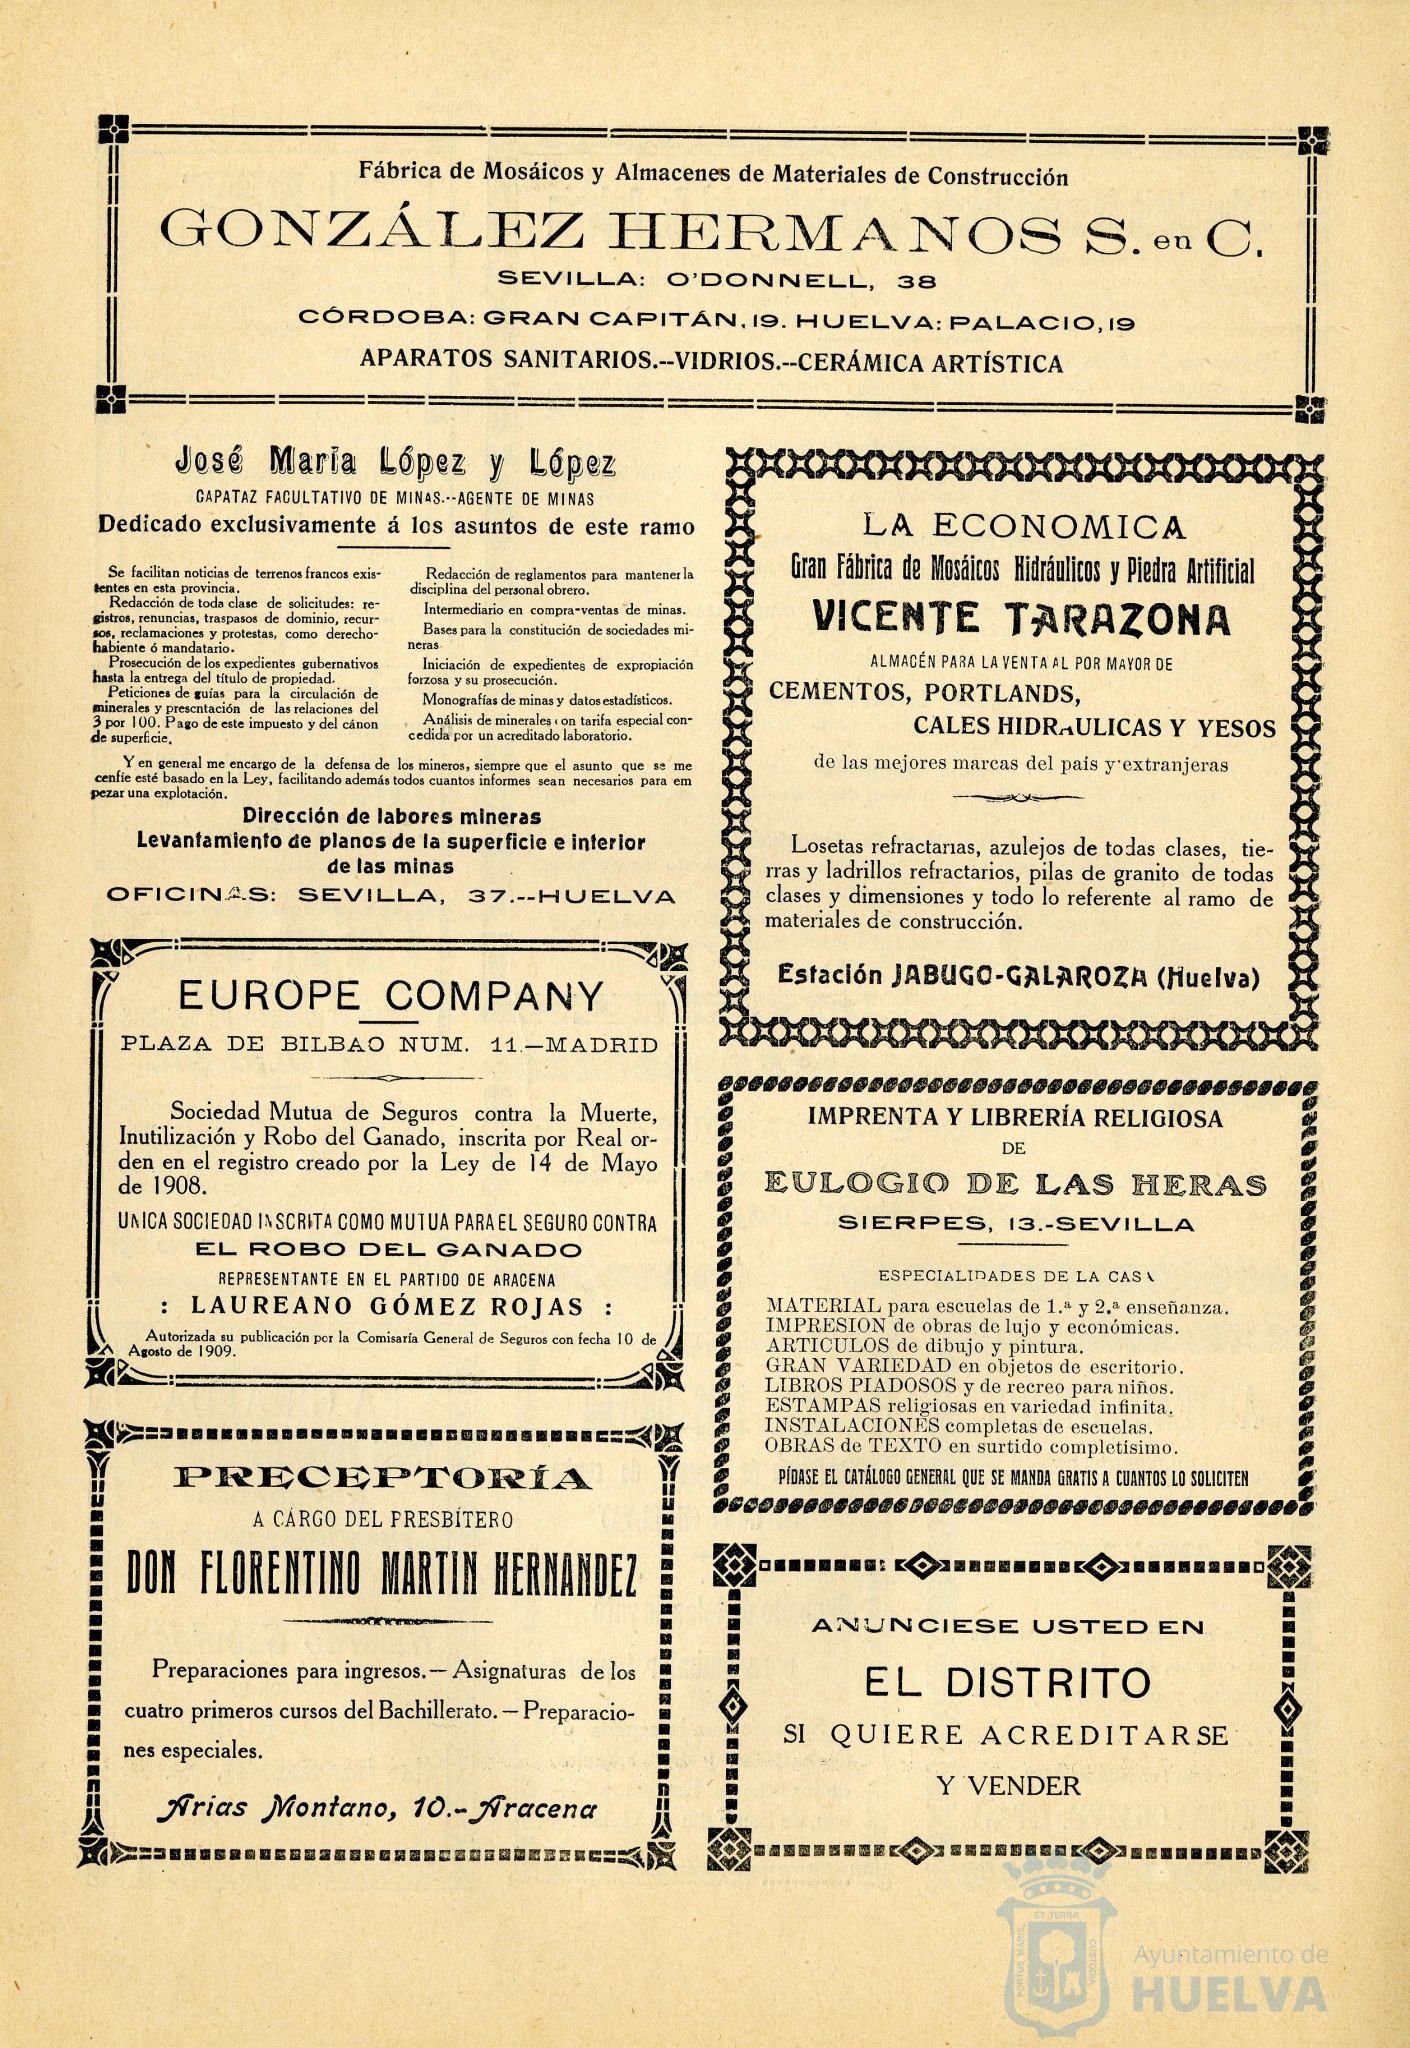 Fábrica de Mosáicos y Almacenes de Materiales de Construcción
GONZÁLEZ HERMANOS S. en C.
SEVILLA: O'DONNELL, 38
CÓRDOBA: GRAN CAPITÁN, 19. HUELVA: PALACIO, 19
APARATOS SANITARIOS.--VIDRIOS.--CERÁMICA ARTÍSTICA
José María López y López
CAPATAZ FACULTATIVO DE MINAS.--AGENTE DE MINAS
Dedicado exclusivamente á los asuntos de este ramo
Se facilitan noticias de terrenos francos exis-
tentes en esta provincia.
Redacción de toda clase de solicitudes: re-
gistros, renuncias, traspasos de dominio, recur-
sos, reclamaciones y protestas, como derecho-
habiente ó mandatario.
Prosecución de los expedientes gubernativos
hasta la entrega del título de propiedad.
Peticiones de guías para la circulación de
minerales y presentación de las relaciones del
3 por 100. Pago de este impuesto y del cánon
de superficie.
Redacción de reglamentos para mantener la
disciplina del personal obrero.
Intermediario en compra-ventas de minas.
Bases para la constitución de sociedades mi-
neras
Iniciación de expedientes de expropiación
forzosa y su prosecución.
Monografías de minas y datos estadísticos.
Análisis de minerales con tarifa especial con-
cedida por un acreditado laboratorio.
Y en general me encargo de la defensa de los mineros, siempre que el asunto que se me
confíe esté basado en la Ley, facilitando además todos cuantos informes sean necesarios para em
pezar una explotación.
Dirección de labores mineras
Levantamiento de planos de la superficie e interior
de las minas
OFICINAS: SEVILLA, 37.--HUELVA
LA ECONOMICA
Gran Fábrica de Mosáicos Hidráulicos y Piedra Artificial
VICENTE TARAZONA
ALMACÉN PARA LA VENTA AL POR MAYOR DE
CEMENTOS, PORTLANDS,
CALES HIDRAULICAS Y YESOS
de las mejores marcas del país y extranjeras
Losetas refractarias, azulejos de todas clases, tie-
rras y ladrillos refractarios, pilas de granito de todas
clases y dimensiones y todo lo referente al ramo de
materiales de construcción.
Estación JABUGO-GALAROZA (Huelva)
EUROPE COMPANY
PLAZA DE BILBAO NUM. 11.—MADRID
Sociedad Mutua de Seguros contra la Muerte,
Inutilización y Robo del Ganado, inscrita por Real or-
den en el registro creado por la Ley de 14 de Mayo
de 1908.
UNICA SOCIEDAD INSCRITA COMO MUTUA PARA EL SEGURO CONTRA
EL ROBO DEL GANADO
REPRESENTANTE EN EL PARTIDO DE ARACENA
: LAUREANO GÓMEZ ROJAS :
Autorizada su publicación por la Comisaría General de Seguros con fecha 10 de
Agosto de 1909.
IMPRENTA Y LIBRERÍA RELIGIOSA
DE
EULOGIO DE LAS HERAS
SIERPES, 13.-SEVILLA
ESPECIALIDADES DE LA CASA
MATERIAL para escuelas de 1.ª y 2.ª enseñanza.
IMPRESION de obras de lujo y económicas.
ARTICULOS de dibujo y pintura.
GRAN VARIEDAD en objetos de escritorio.
LIBROS PIADOSOS y de recreo para niños.
ESTAMPAS religiosas en variedad infinita.
INSTALACIONES completas de escuelas.
OBRAS de TEXTO en surtido completísimo.
PÍDASE EL CATÁLOGO GENERAL QUE SE MANDA GRATIS A CUANTOS LO SOLICITEN
PRECEPTORÍA
A CARGO DEL PRESBÍTERO
DON FLORENTINO MARTIN HERNANDEZ
Preparaciones para ingresos.—Asignaturas de los
cuatro primeros cursos del Bachillerato.—Preparacio-
nes especiales.
Arias Montano, 10.-Aracena
ANUNCIESE USTED EN
EL DISTRITO
SI QUIERE ACREDITARSE
Y VENDER
PORTUS MARIS ET TERRÆ CUSTODIA
Ayuntamiento de
HUELVA